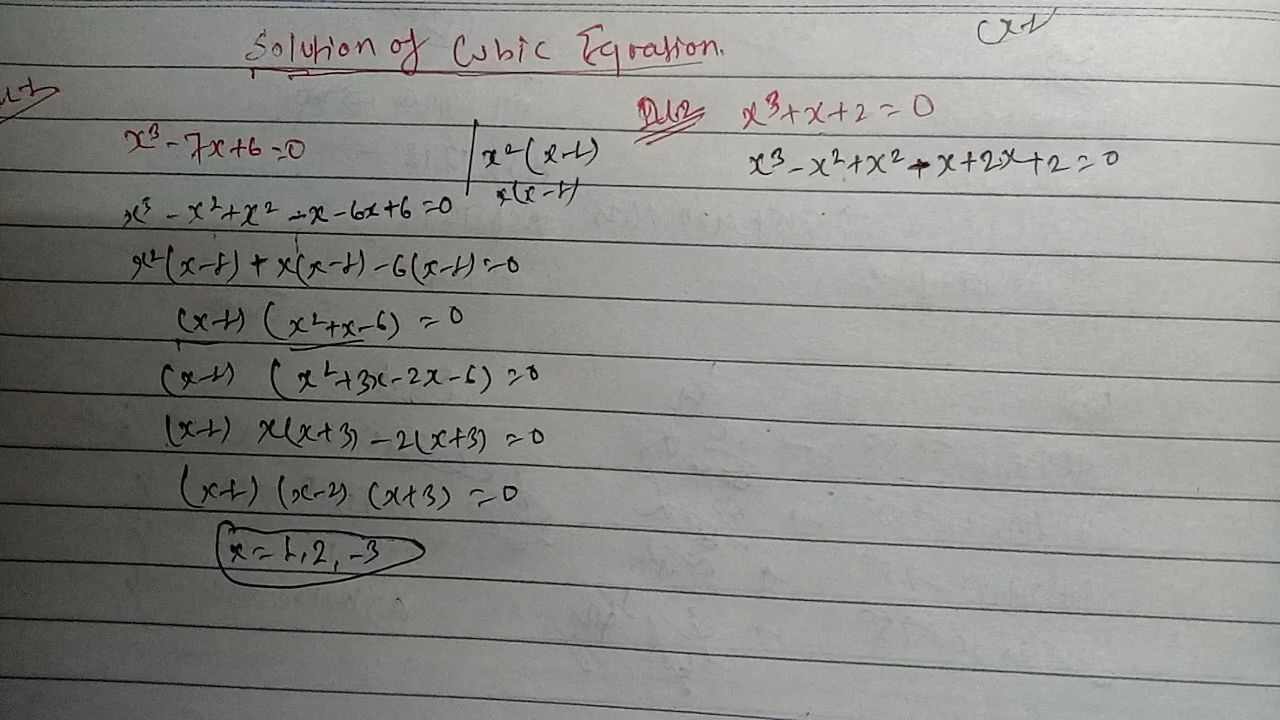 (x-1
Solution of Cubic Equation.
x³ - 7x + 6 = 0
x²(x-1)
x(x-1)
x³ - x² + x² - x - 6x + 6 = 0
x²(x-1) + x(x-1) - 6(x-1) = 0
(x-1) (x² + x - 6) = 0
(x-1) (x² + 3x - 2x - 6) = 0
(x-1) x(x+3) - 2(x+3) = 0
(x-1) (x-2) (x+3) = 0
x = 1, 2, -3
x³ + x + 2 = 0
x³ - x² + x² - x + 2x + 2 = 0